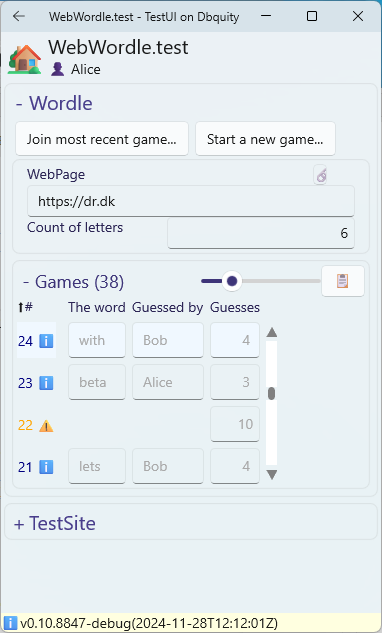 WebWordle.test - TestUI on Dbquity
WebWordle.test
Alice
- Wordle
Join most recent game...
Start a new game...
WebPage
https://dr.dk
Count of letters
6
- Games (38)
# The word Guessed by Guesses
24 with Bob 4
23 beta Alice 3
22 10
21 lets Bob 4
+ TestSite
v0.10.8847-debug(2024-11-28T12:12:01Z)